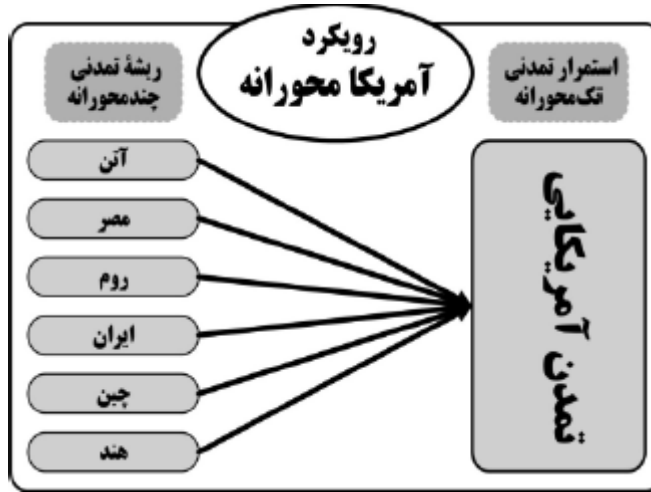 رویکرد
آمریکا محورانه
استمرار تمدنی
تک‌محورانه
ریشهٔ تمدنی
چندمحورانه
آتن
مصر
روم
ایران
چین
هند
تمدن آمریکایی